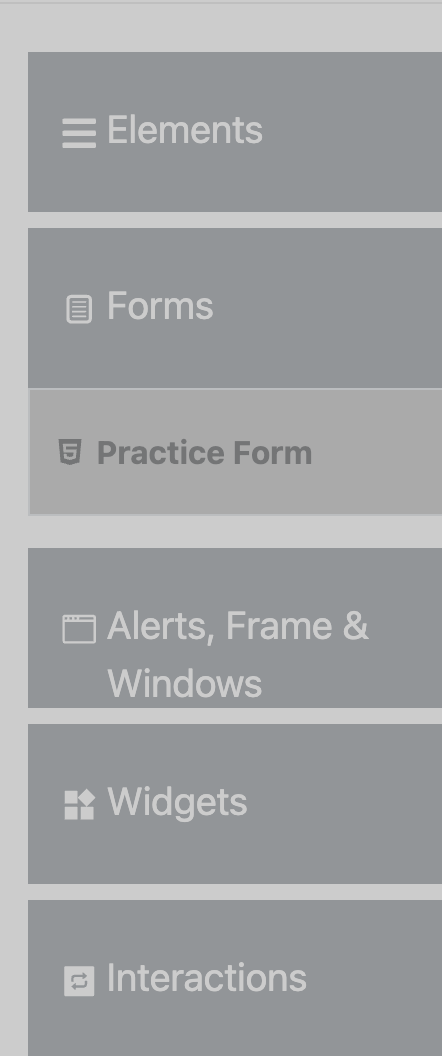 Elements
Forms
Practice Form
Alerts, Frame &
Windows
Widgets
Interactions